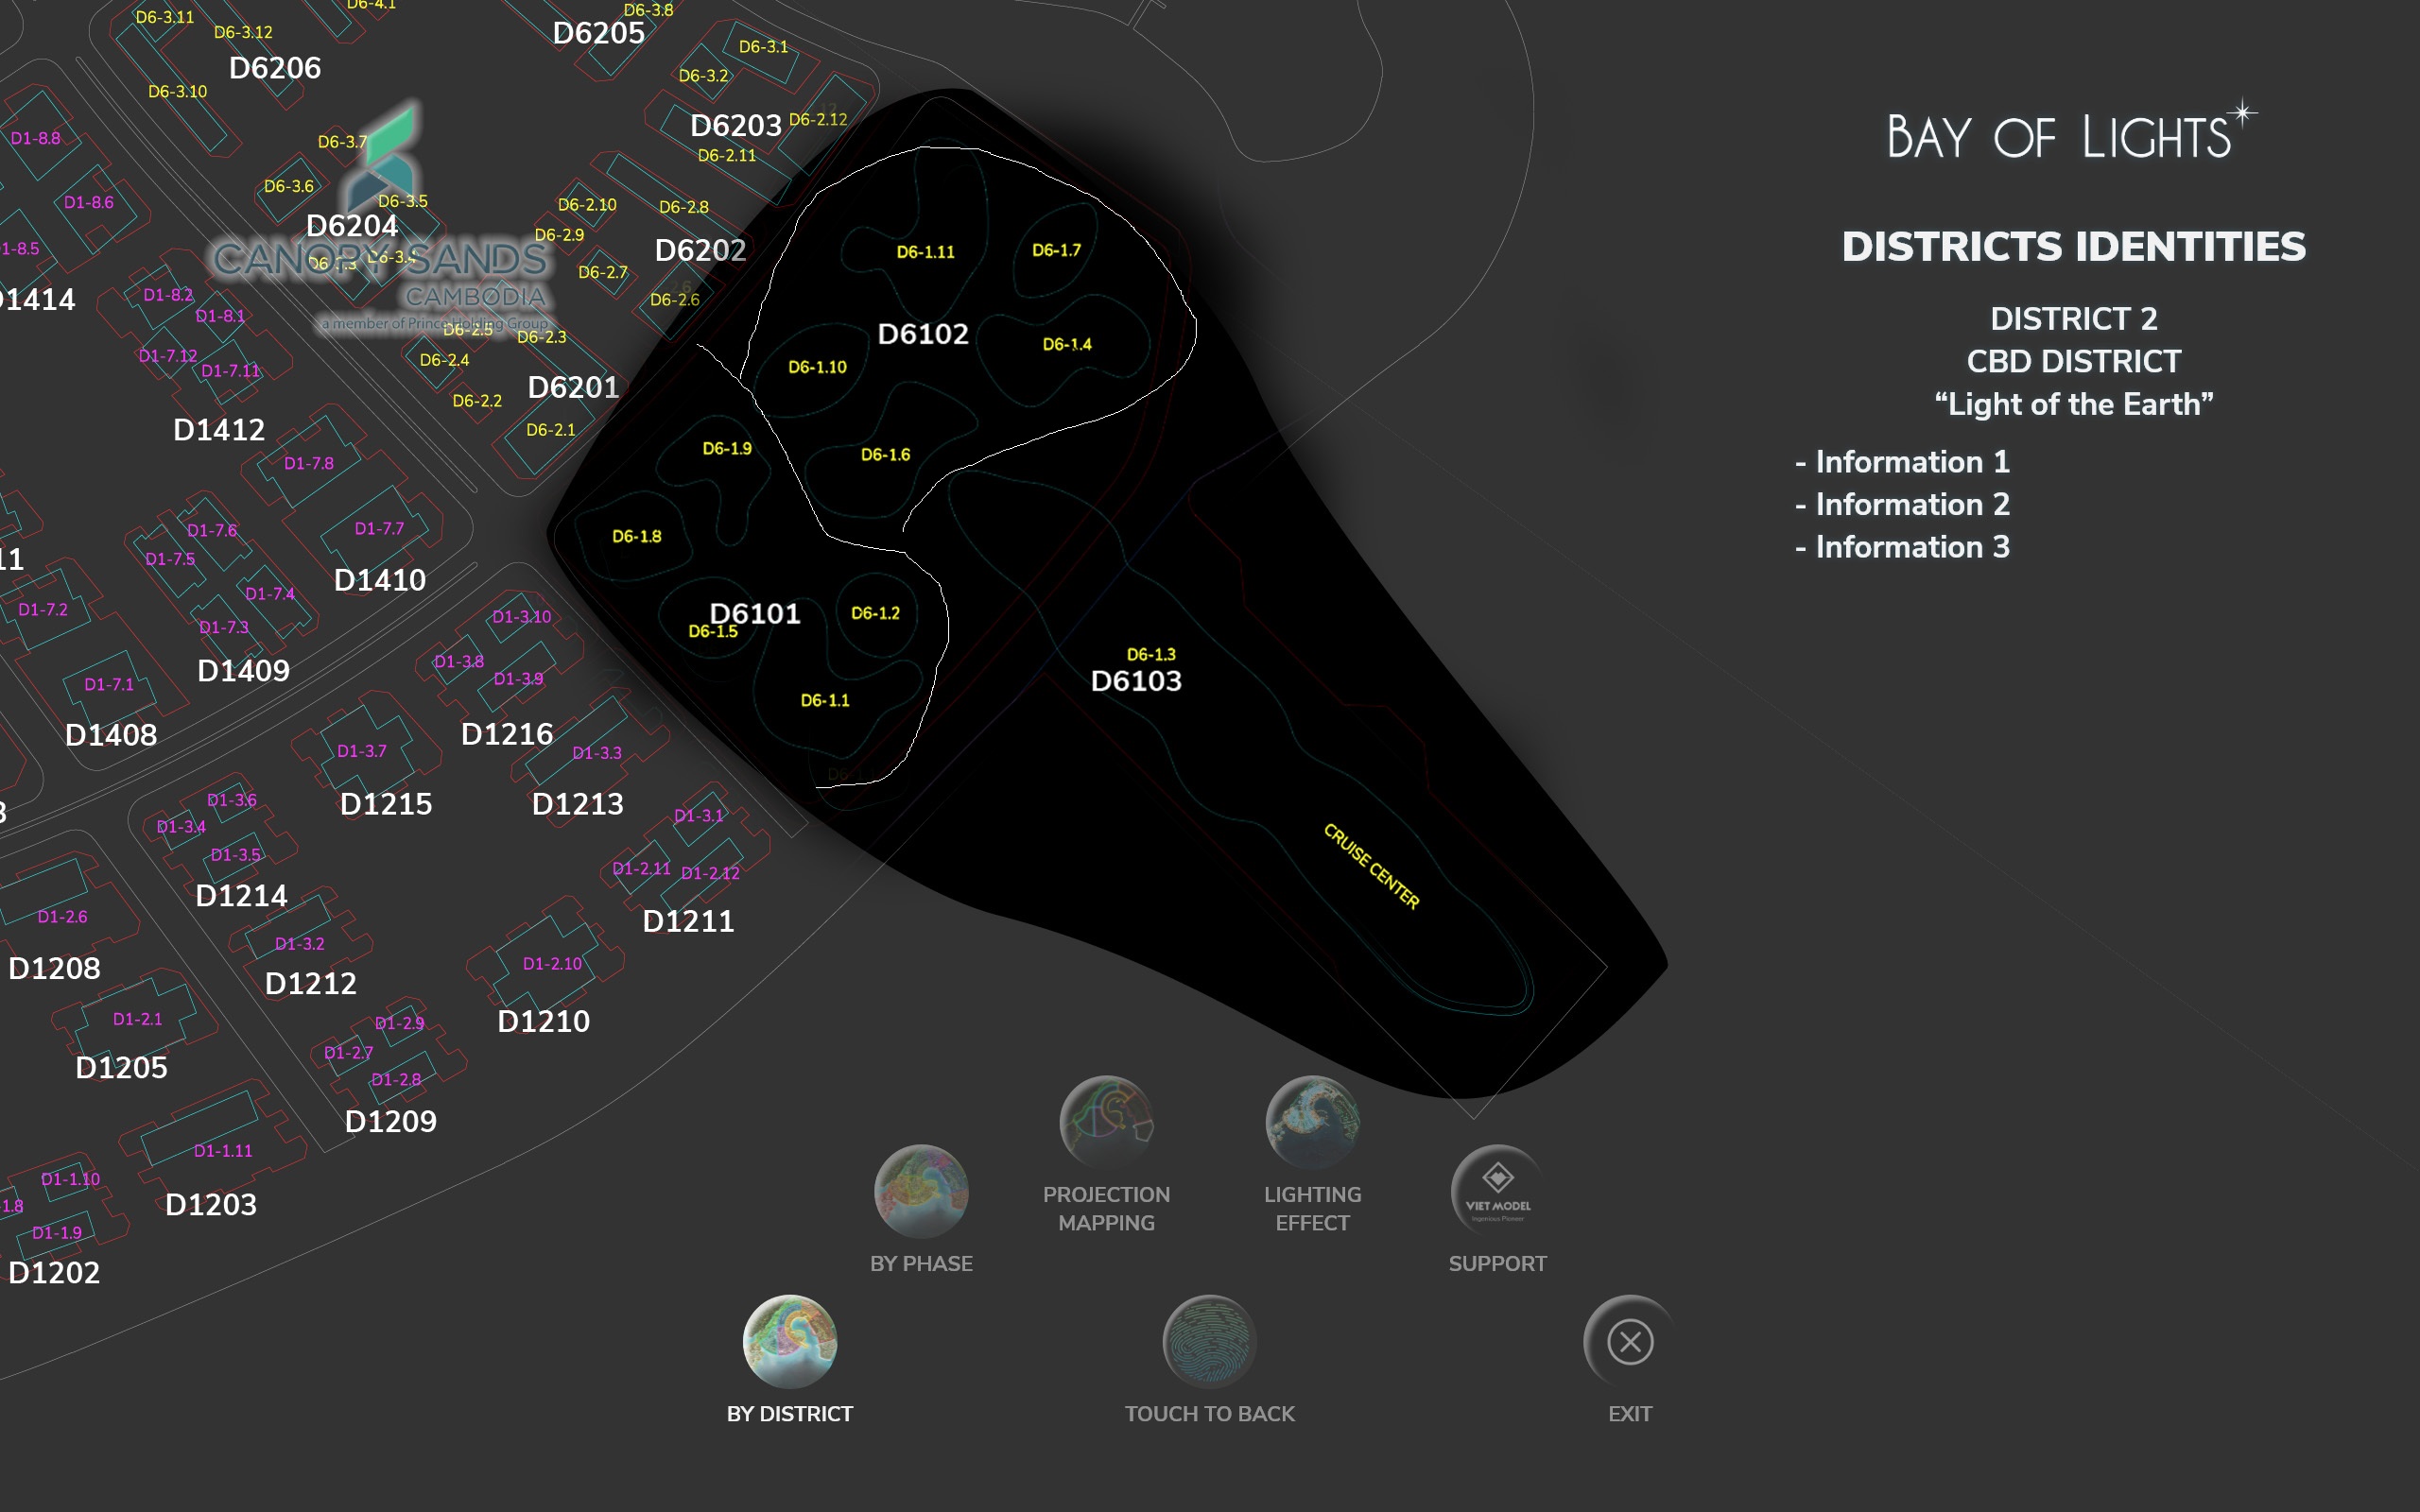 D6-3.11
D6-4.1
D6-3.12
D6206
D6-3.10
D6-3.8
D6205
D6-3.1
D6-3.2
D6-2.12
D6203
D6-2.11
D1-8.8
D6-3.7
D6-3.6
D6-3.5
D6204
D6-3.4
CANOPY SANDS
CAMBODIA
a member of Prince Holding Group
D1-8.6
1-8.5
D1414
D6-2.10
D6-2.8
D6-2.9
D6202
D6-2.7
D6-2.6
D1-8.2
D1-8.1
D1-7.12
D1-7.11
D1412
D6-2.5
D6-2.3
D6-2.4
D6201
D6-2.2
D6-2.1
D6-1.11
D6-1.7
D6102
D6-1.4
D6-1.10
D6-1.9
D6-1.6
D6-1.8
D6101
D6-1.2
D6-1.5
D6-1.1
D6-1.3
D6103
CRUISE CENTER
D1-7.8
D1-7.7
D1410
D1-7.6
D1-7.5
D1-7.4
D1-7.3
D1409
11
D1-7.2
D1-7.1
D1408
D1-3.10
D1-3.8
D1-3.9
D1216
D1-3.7
D1215
D1-3.3
D1213
D1-3.6
D1-3.4
D1-3.5
D1214
D1-3.1
D1-2.11
D1-2.12
D1211
D1-2.6
D1208
D1-3.2
D1212
D1-2.10
D1210
D1-2.1
D1205
D1-2.9
D1-2.7
D1-2.8
D1209
D1-1.11
D1203
D1-1.10
1.8
D1-1.9
D1202
BAY OF LIGHTS
DISTRICTS IDENTITIES
DISTRICT 2
CBD DISTRICT
“Light of the Earth”
- Information 1
- Information 2
- Information 3
PROJECTION
MAPPING
LIGHTING
EFFECT
BY PHASE
VIET MODEL
Ingenious Pioneer
SUPPORT
BY DISTRICT
TOUCH TO BACK
EXIT